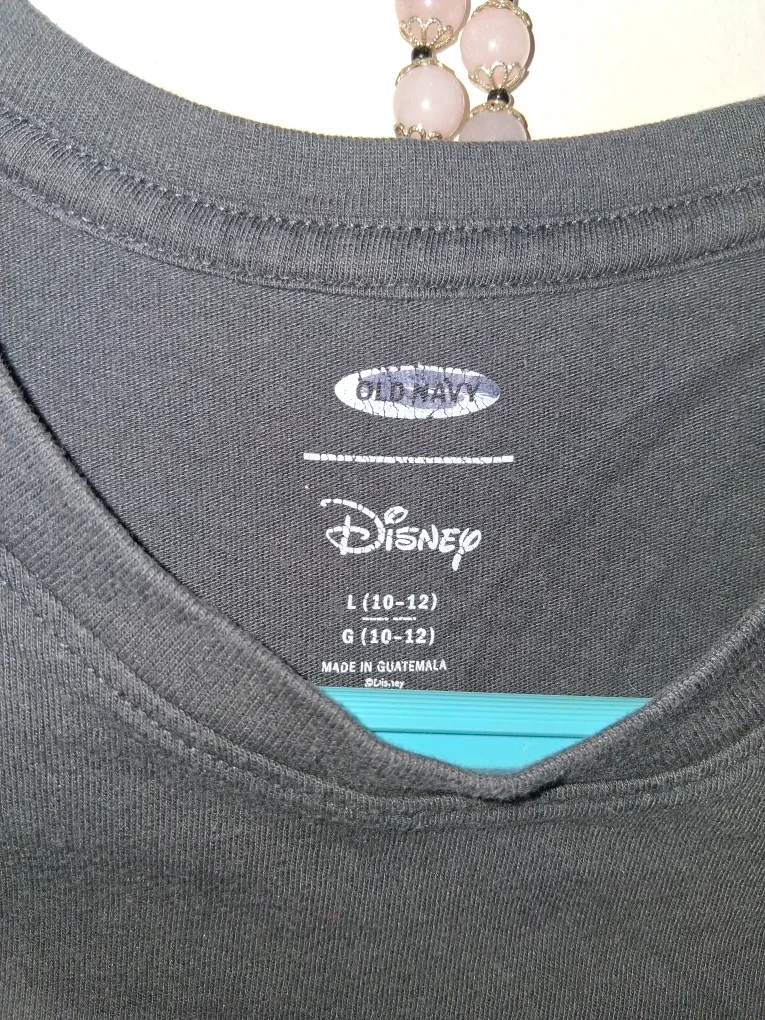 OLD NAVY
Disney
L (10-12)
G (10-12)
MADE IN GUATEMALA
©Disney